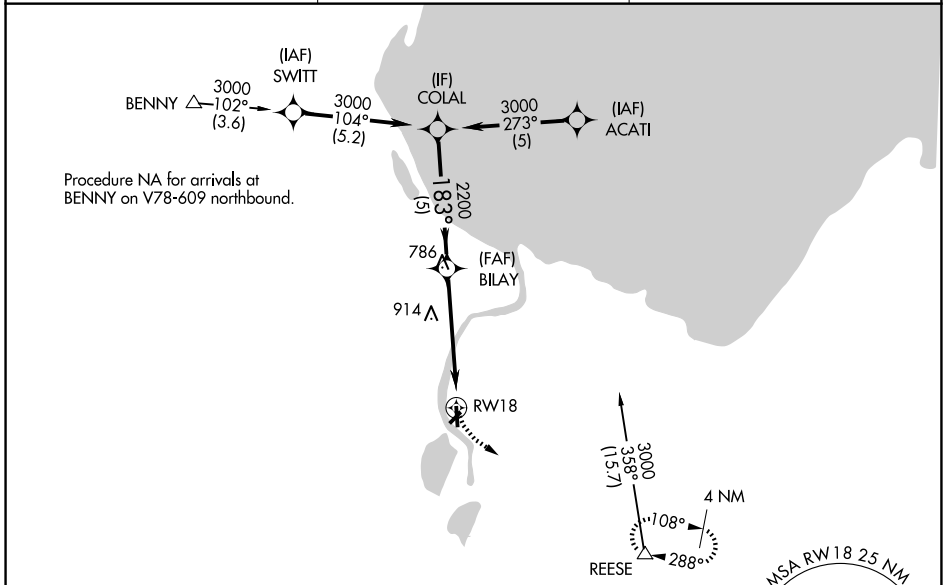 (IAF)
SWITT
BENNY
3000
102°
(3.6)
3000
104°
(5.2)
(IF)
COLAL
3000
273°
(5)
(IAF)
ACATI
Procedure NA for arrivals at
BENNY on V78-609 northbound.
2200
183°
(5)
786
(FAF)
BILAY
914
RW18
3000
358°
(15.7)
4 NM
108°
288°
REESE
MSA RW18 25 NM